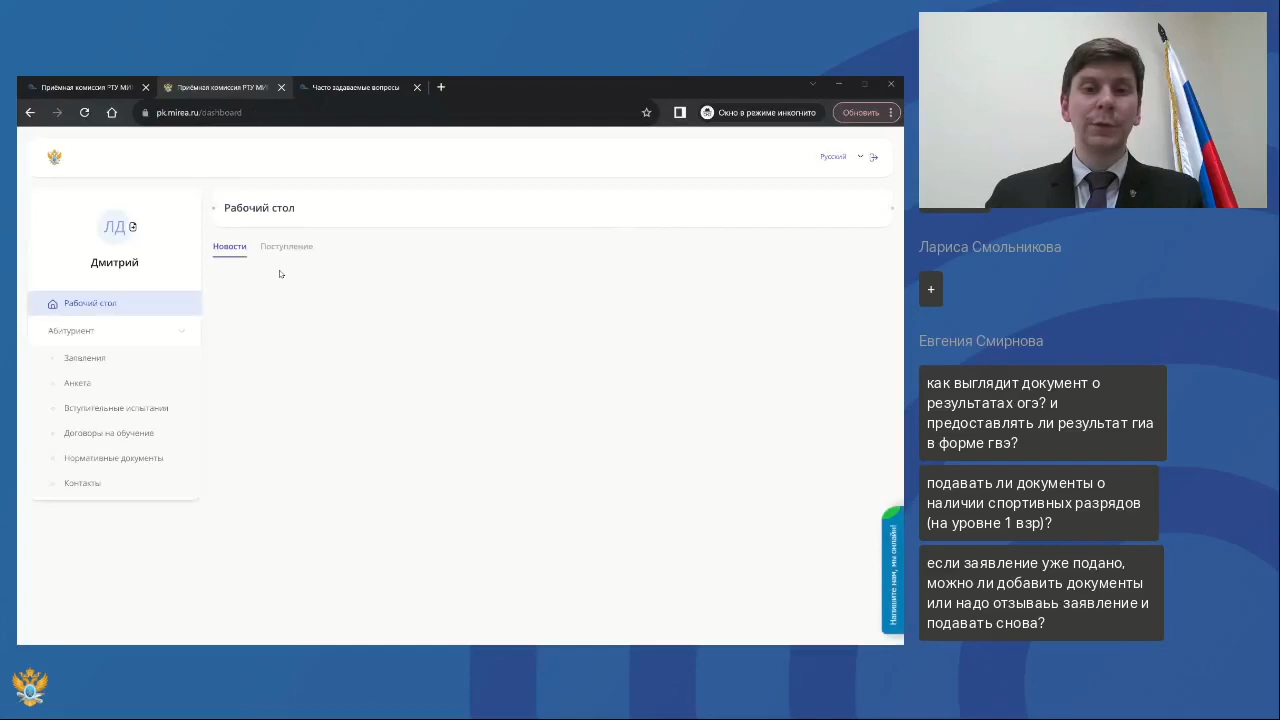 Приёмная комиссия РТУ МИ
Приёмная комиссия РТУ МИ
Часто задаваемые вопросы
pk.mirea.ru/dashboard
Окно в режиме инкогнито
Обновить
Русский
ЛД
Дмитрий
Рабочий стол
Абитуриент
Заявления
Анкета
Вступительные испытания
Договоры на обучение
Нормативные документы
Контакты
Рабочий стол
Новости
Поступление
Напишите нам, мы онлайн!
Лариса Смольникова
+
Евгения Смирнова
как выглядит документ о
результатах огэ? и
предоставлять ли результат гиа
в форме гвэ?
подавать ли документы о
наличии спортивных разрядов
(на уровне 1 взр)?
если заявление уже подано,
можно ли добавить документы
или надо отзываьь заявление и
подавать снова?